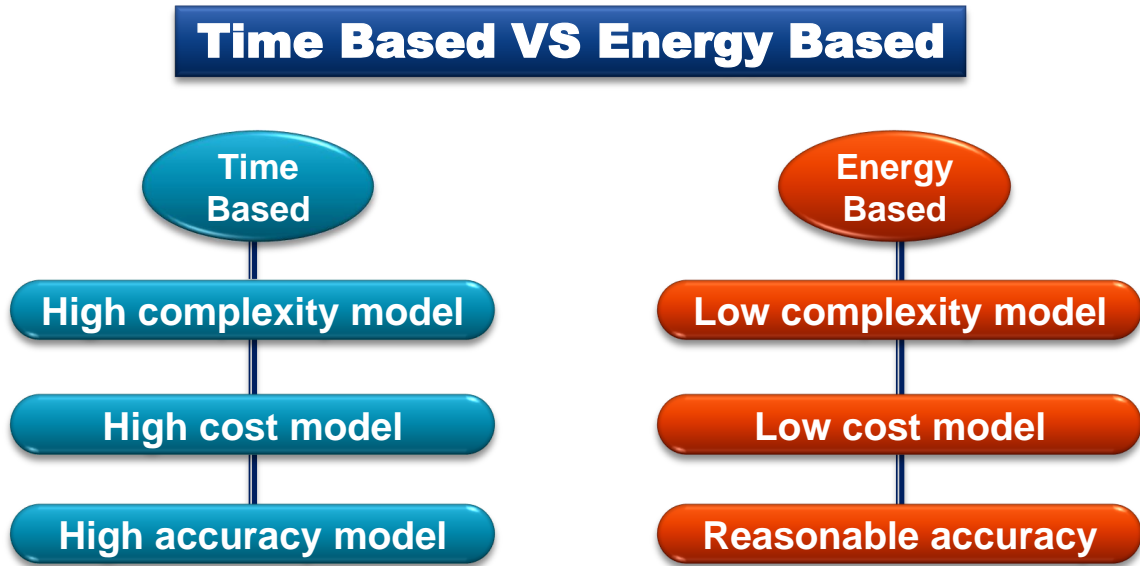 Time Based VS Energy Based
Time
Based
High complexity model
High cost model
High accuracy model
Energy
Based
Low complexity model
Low cost model
Reasonable accuracy